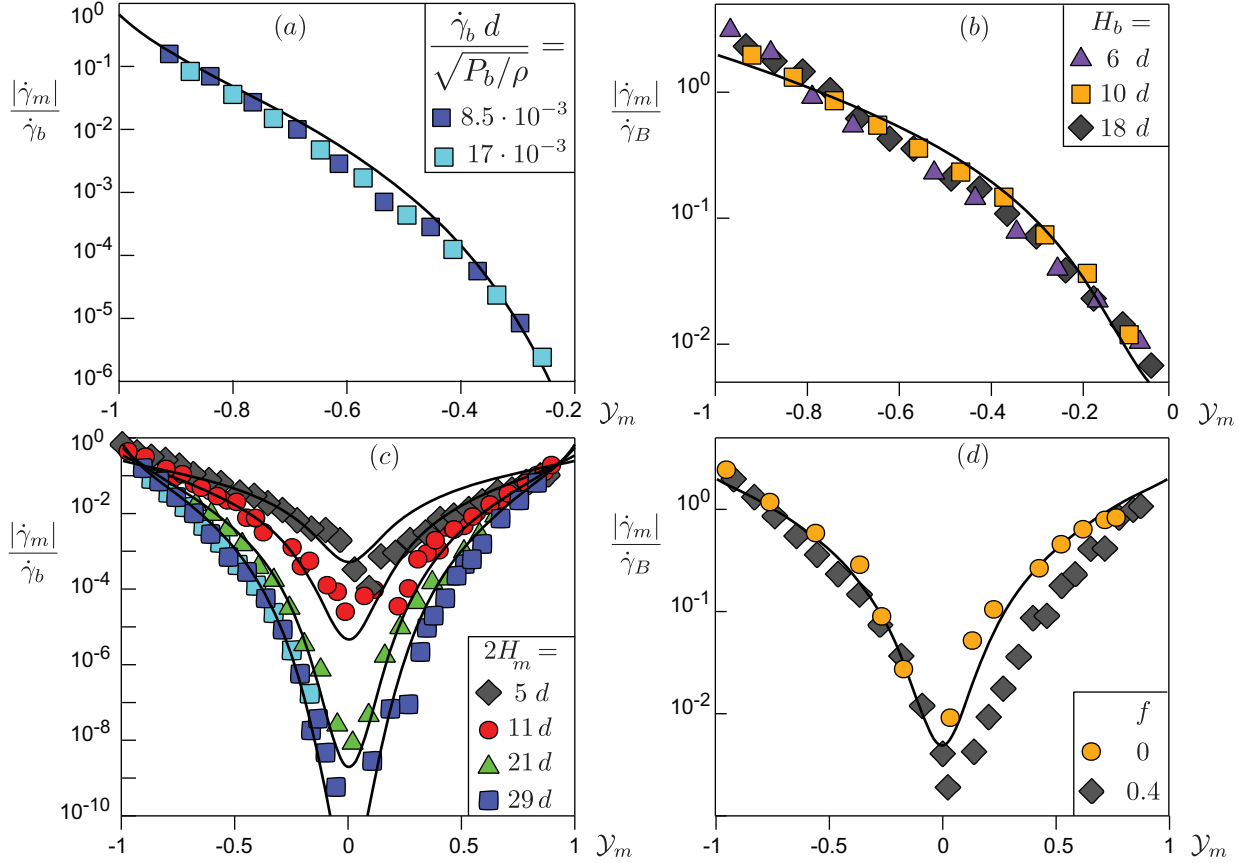 (a)
|γ̇_m| / γ̇_b
10^0
10^-1
10^-2
10^-3
10^-4
10^-5
10^-6
-1 -0.8 -0.6 -0.4 -0.2 𝒴_m
γ̇_b d / √(P_b/ρ) =
8.5 · 10^-3
17 · 10^-3
(b)
|γ̇_m| / γ̇_B
10^0
10^-1
10^-2
-1 -0.8 -0.6 -0.4 -0.2 0 𝒴_m
H_b =
6 d
10 d
18 d
(c)
|γ̇_m| / γ̇_b
10^0
10^-2
10^-4
10^-6
10^-8
10^-10
-1 -0.5 0 0.5 1 𝒴_m
2H_m =
5 d
11 d
21 d
29 d
(d)
|γ̇_m| / γ̇_B
10^0
10^-1
10^-2
-1 -0.5 0 0.5 1 𝒴_m
f
0
0.4